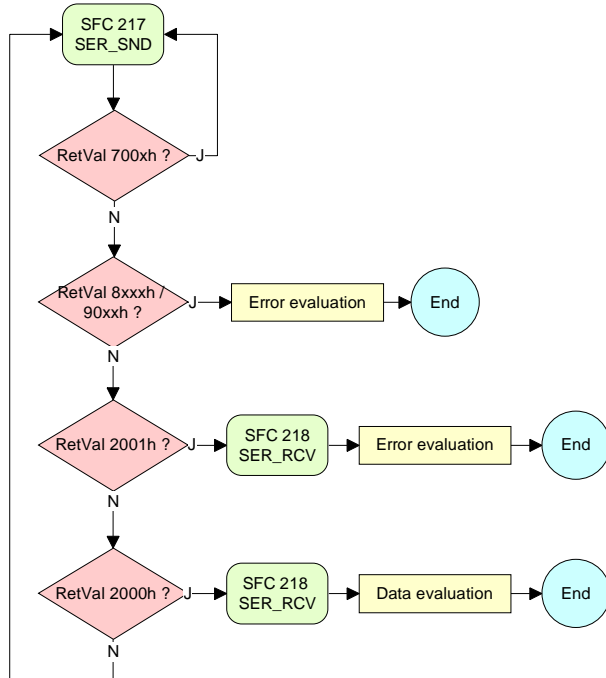 SFC 217
SER_SND
RetVal 700xh ?
J
N
RetVal 8xxxh /
90xxh ?
J
Error evaluation
End
N
RetVal 2001h ?
J
SFC 218
SER_RCV
Error evaluation
End
N
RetVal 2000h ?
J
SFC 218
SER_RCV
Data evaluation
End
N